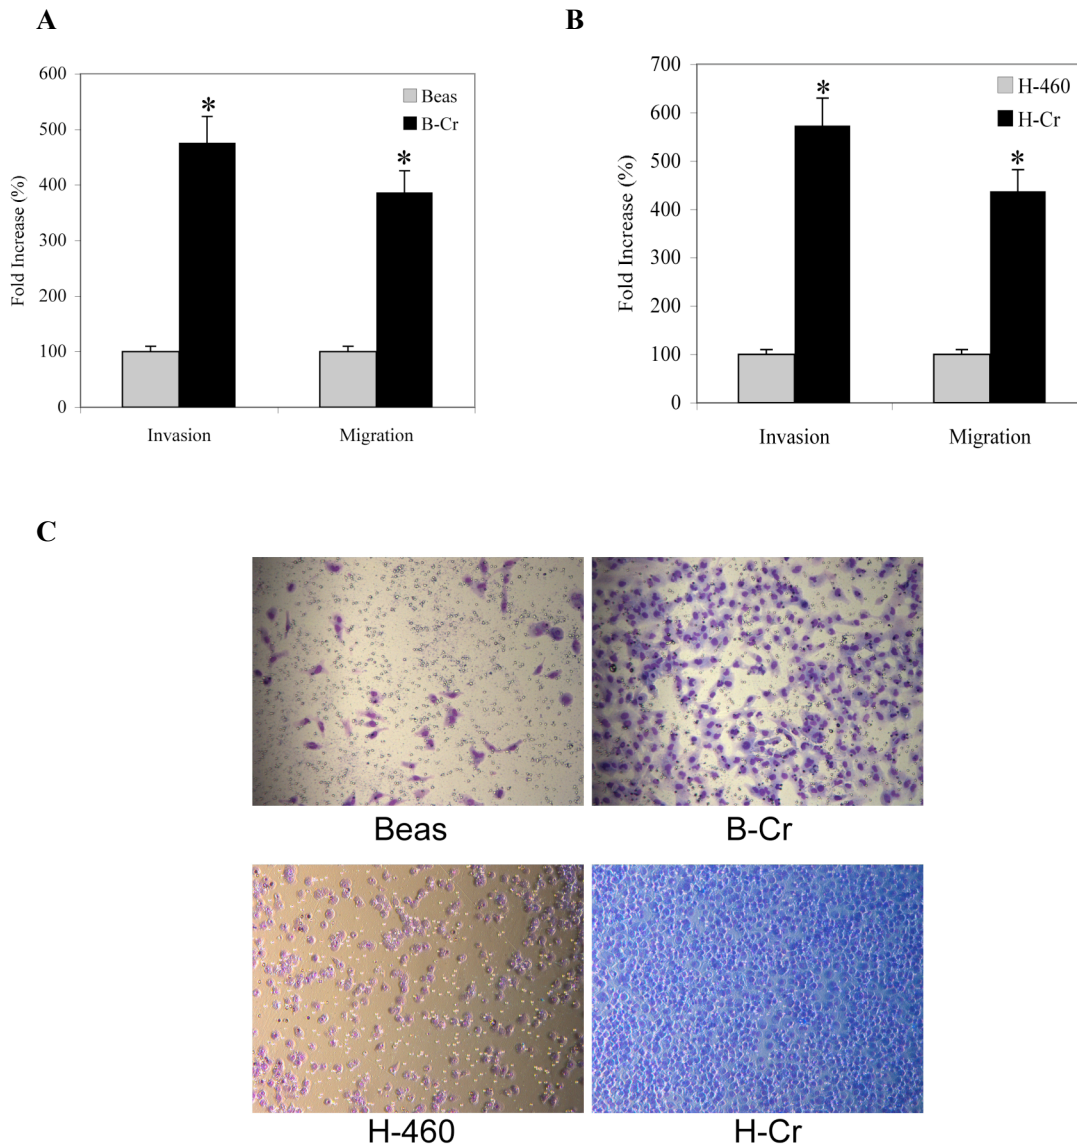 A
B
600
500
400
300
200
100
0
Fold Increase (%)
Beas
B-Cr
*
*
Invasion
Migration
700
600
500
400
300
200
100
0
Fold Increase (%)
H-460
H-Cr
*
*
Invasion
Migration
C
Beas
B-Cr
H-460
H-Cr